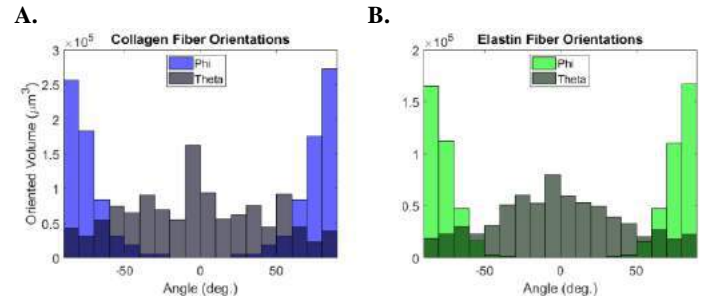 A.
B.
×10⁵
Collagen Fiber Orientations
3
2.5
2
1.5
1
0.5
0
Oriented Volume (μm³)
Phi
Theta
-50
0
50
Angle (deg.)
×10⁵
Elastin Fiber Orientations
2
1.5
1
0.5
0
Phi
Theta
-50
0
50
Angle (deg.)